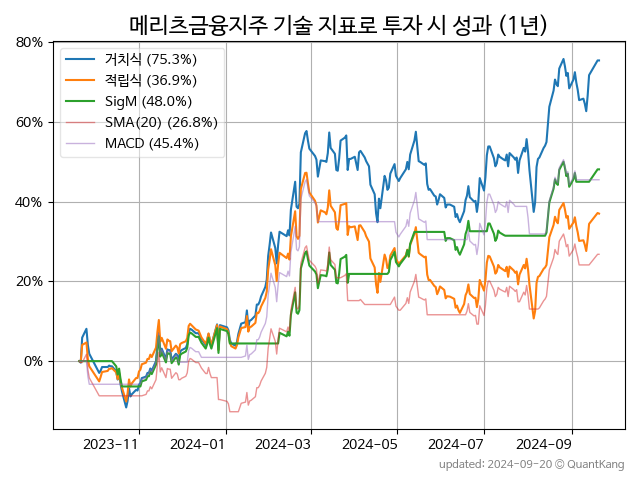 메리츠금융지주 기술 지표로 투자 시 성과 (1년)
80%
60%
40%
20%
0%
거치식 (75.3%)
적립식 (36.9%)
SigM (48.0%)
SMA(20) (26.8%)
MACD (45.4%)
2023-11 2024-01 2024-03 2024-05 2024-07 2024-09
updated: 2024-09-20 © QuantKang